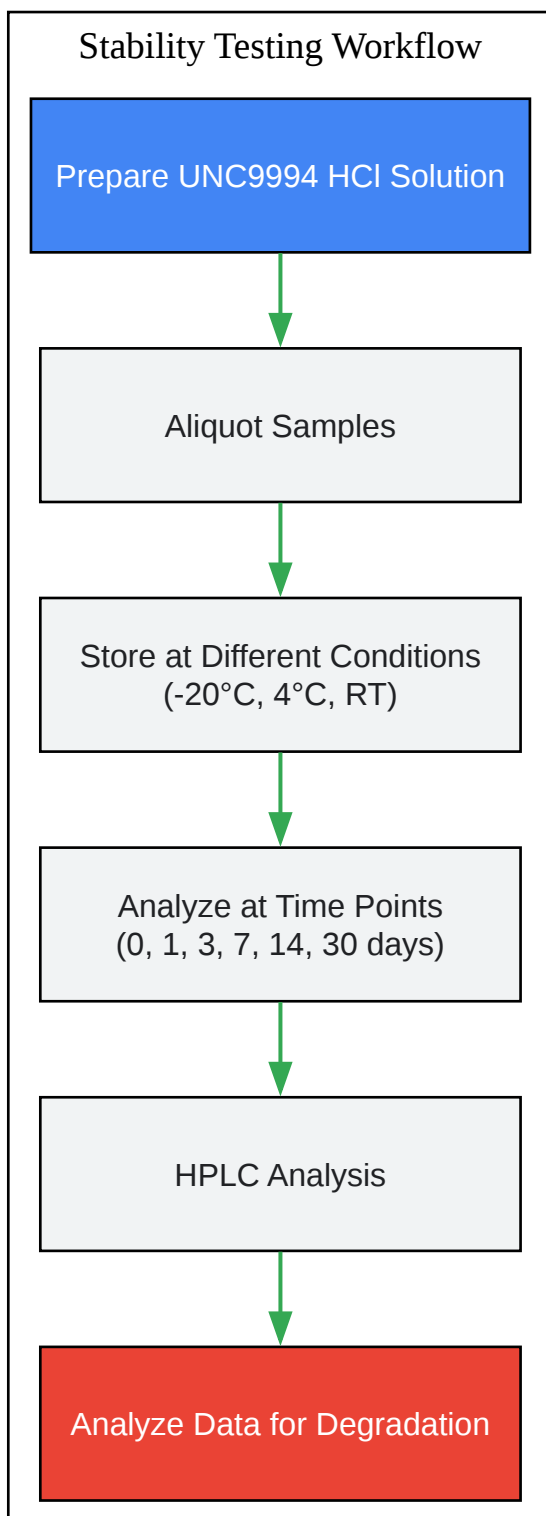 Stability Testing Workflow
Prepare UNC9994 HCl Solution
Aliquot Samples
Store at Different Conditions
(-20°C, 4°C, RT)
Analyze at Time Points
(0, 1, 3, 7, 14, 30 days)
HPLC Analysis
Analyze Data for Degradation